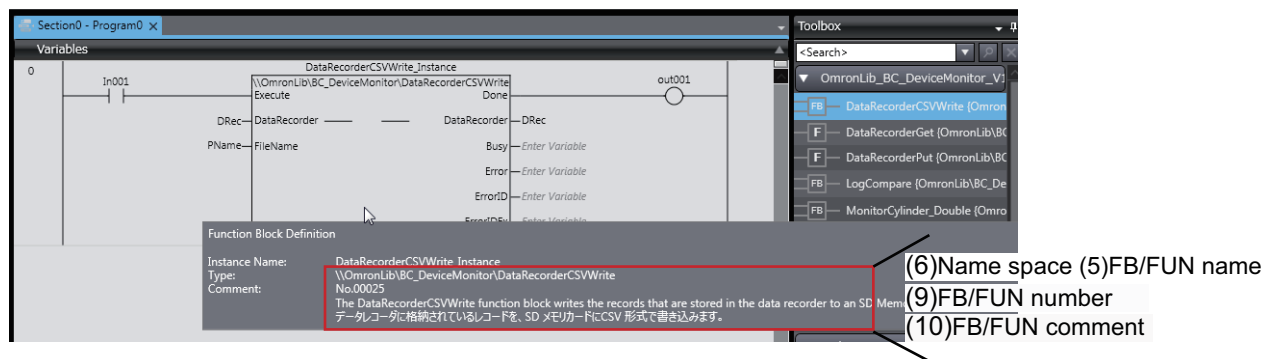 Section0 - Program0
Variables
0
In001
DataRecorderCSVWrite_Instance
\\OmronLib\BC_DeviceMonitor\DataRecorderCSVWrite
Execute Done
out001
DRec DataRecorder DataRecorder DRec
PName FileName Busy Enter Variable
Error Enter Variable
ErrorID Enter Variable
ErrorIDEx Enter Variable
Function Block Definition
Instance Name: DataRecorderCSVWrite_Instance
Type: \\OmronLib\BC_DeviceMonitor\DataRecorderCSVWrite
Comment: No.00025
The DataRecorderCSVWrite function block writes the records that are stored in the data recorder to an SD Mem
データレコーダに格納されているレコードを、SD メモリカードにCSV 形式で書き込みます。
Toolbox
<Search>
OmronLib_BC_DeviceMonitor_V1
FB DataRecorderCSVWrite {Omron
F DataRecorderGet {OmronLib\BC
F DataRecorderPut {OmronLib\BC
FB LogCompare {OmronLib\BC_De
FB MonitorCylinder_Double {Omro
(6)Name space (5)FB/FUN name
(9)FB/FUN number
(10)FB/FUN comment